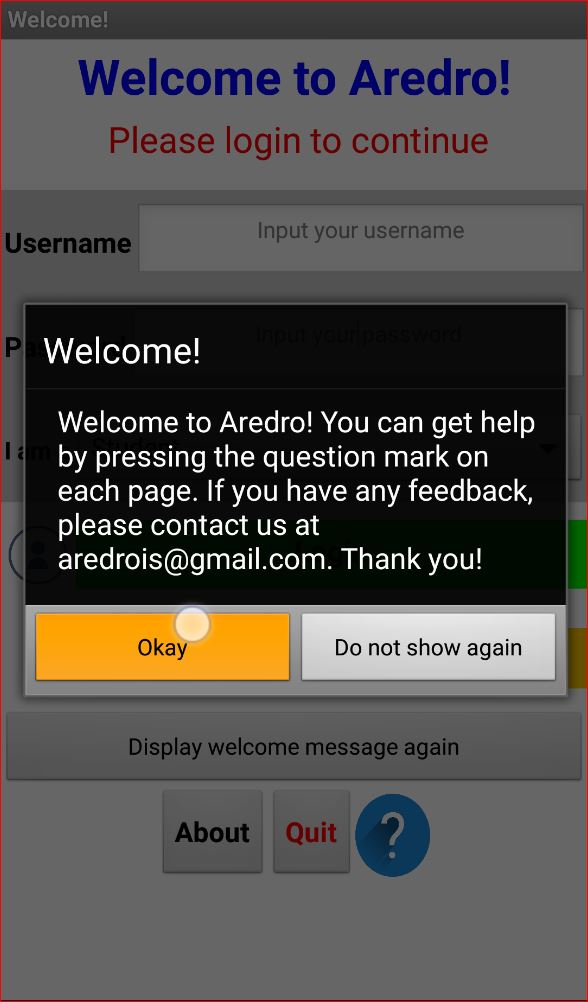 Welcome!
Welcome to Aredro!
Please login to continue
Username
Input your username
Input your password
Welcome!
I am
Student
Welcome to Aredro! You can get help
by pressing the question mark on
each page. If you have any feedback,
please contact us at
aredrois@gmail.com. Thank you!
Okay
Do not show again
Display welcome message again
About
Quit
?